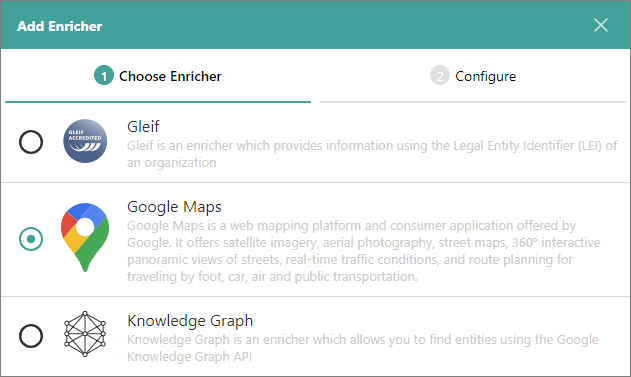 Add Enricher
1 Choose Enricher
2 Configure
GLEIF
ACCREDITED
Gleif
Gleif is an enricher which provides information using the Legal Entity Identifier (LEI) of
an organization
Google Maps
Google Maps is a web mapping platform and consumer application offered by
Google. It offers satellite imagery, aerial photography, street maps, 360° interactive
panoramic views of streets, real-time traffic conditions, and route planning for
traveling by foot, car, air and public transportation.
Knowledge Graph
Knowledge Graph is an enricher which allows you to find entities using the Google
Knowledge Graph API